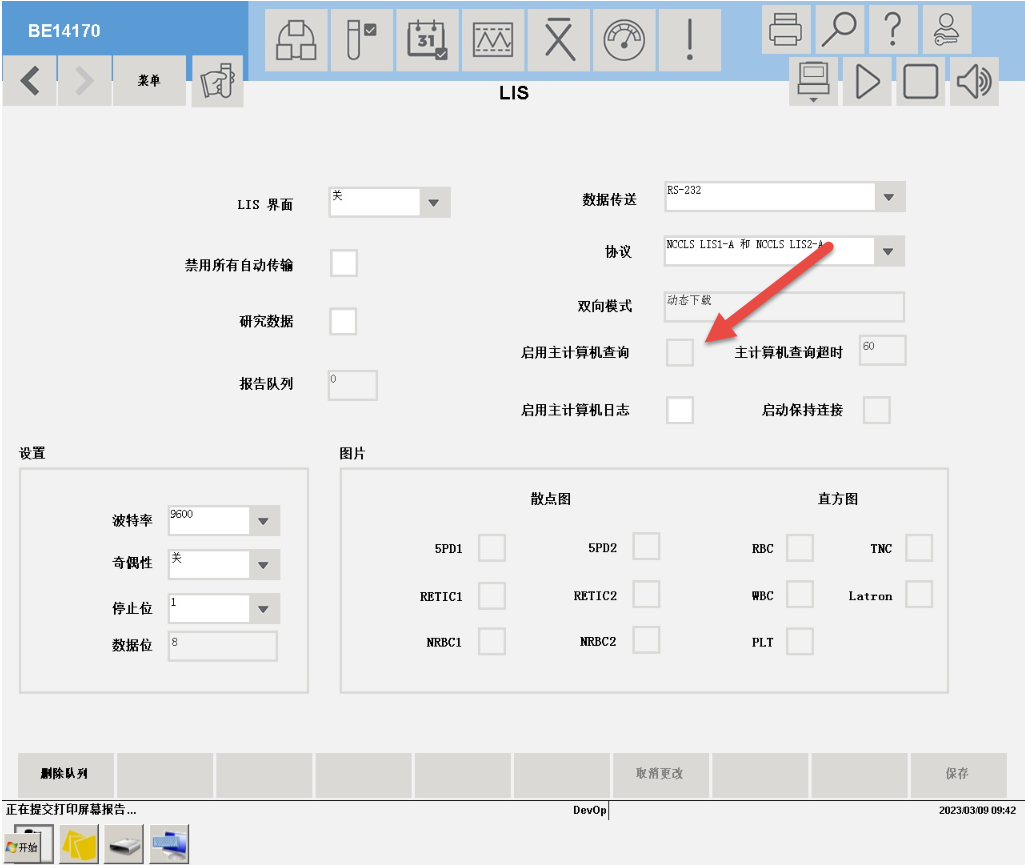 BE14170
31
菜单
LIS
LIS 界面
关
数据传送
RS-232
禁用所有自动传输
协议
NCCLS LIS1-A 和 NCCLS LIS2-A
研究数据
双向模式
动态下载
启用主计算机查询
主计算机查询超时
60
报告队列
0
启用主计算机日志
启动保持连接
设置
波特率
9600
奇偶性
关
停止位
1
数据位
8
图片
散点图
直方图
5PD1
5PD2
RBC
TNC
RETIC1
RETIC2
WBC
Latron
NRBC1
NRBC2
PLT
删除队列
取消更改
保存
正在提交打印屏幕报告...
DevOp
2023/03/09 09:42
开始